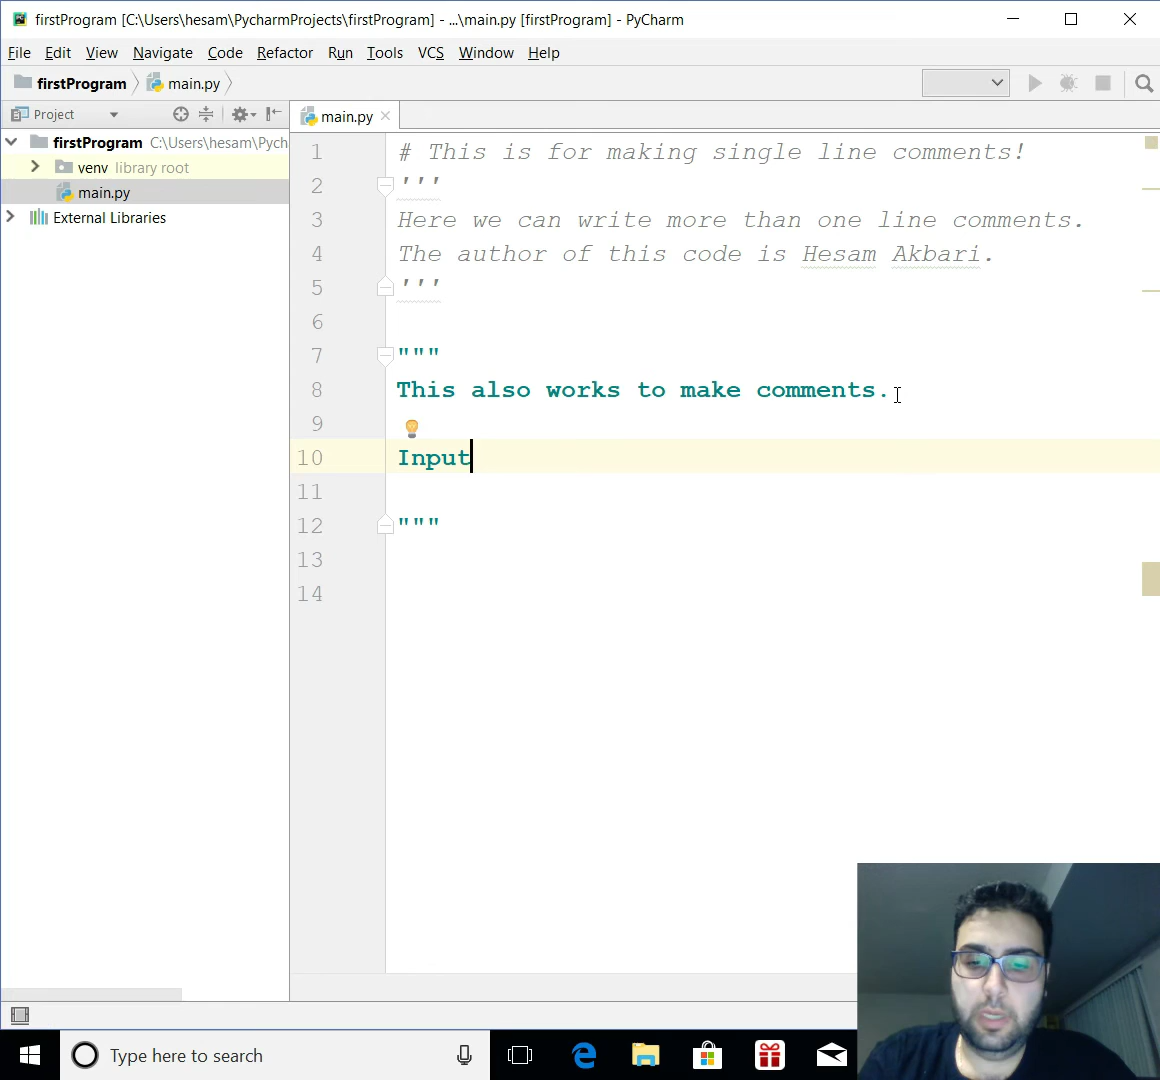 firstProgram [C:\Users\hesam\PycharmProjects\firstProgram] - ...\main.py [firstProgram] - PyCharm
File Edit View Navigate Code Refactor Run Tools VCS Window Help
firstProgram main.py
Project
main.py
firstProgram C:\Users\hesam\Pych
venv library root
main.py
External Libraries
1 # This is for making single line comments!
2 '''
3 Here we can write more than one line comments.
4 The author of this code is Hesam Akbari.
5 '''
6
7 """
8 This also works to make comments.
9
10 Input
11
12 """
13
14
Type here to search